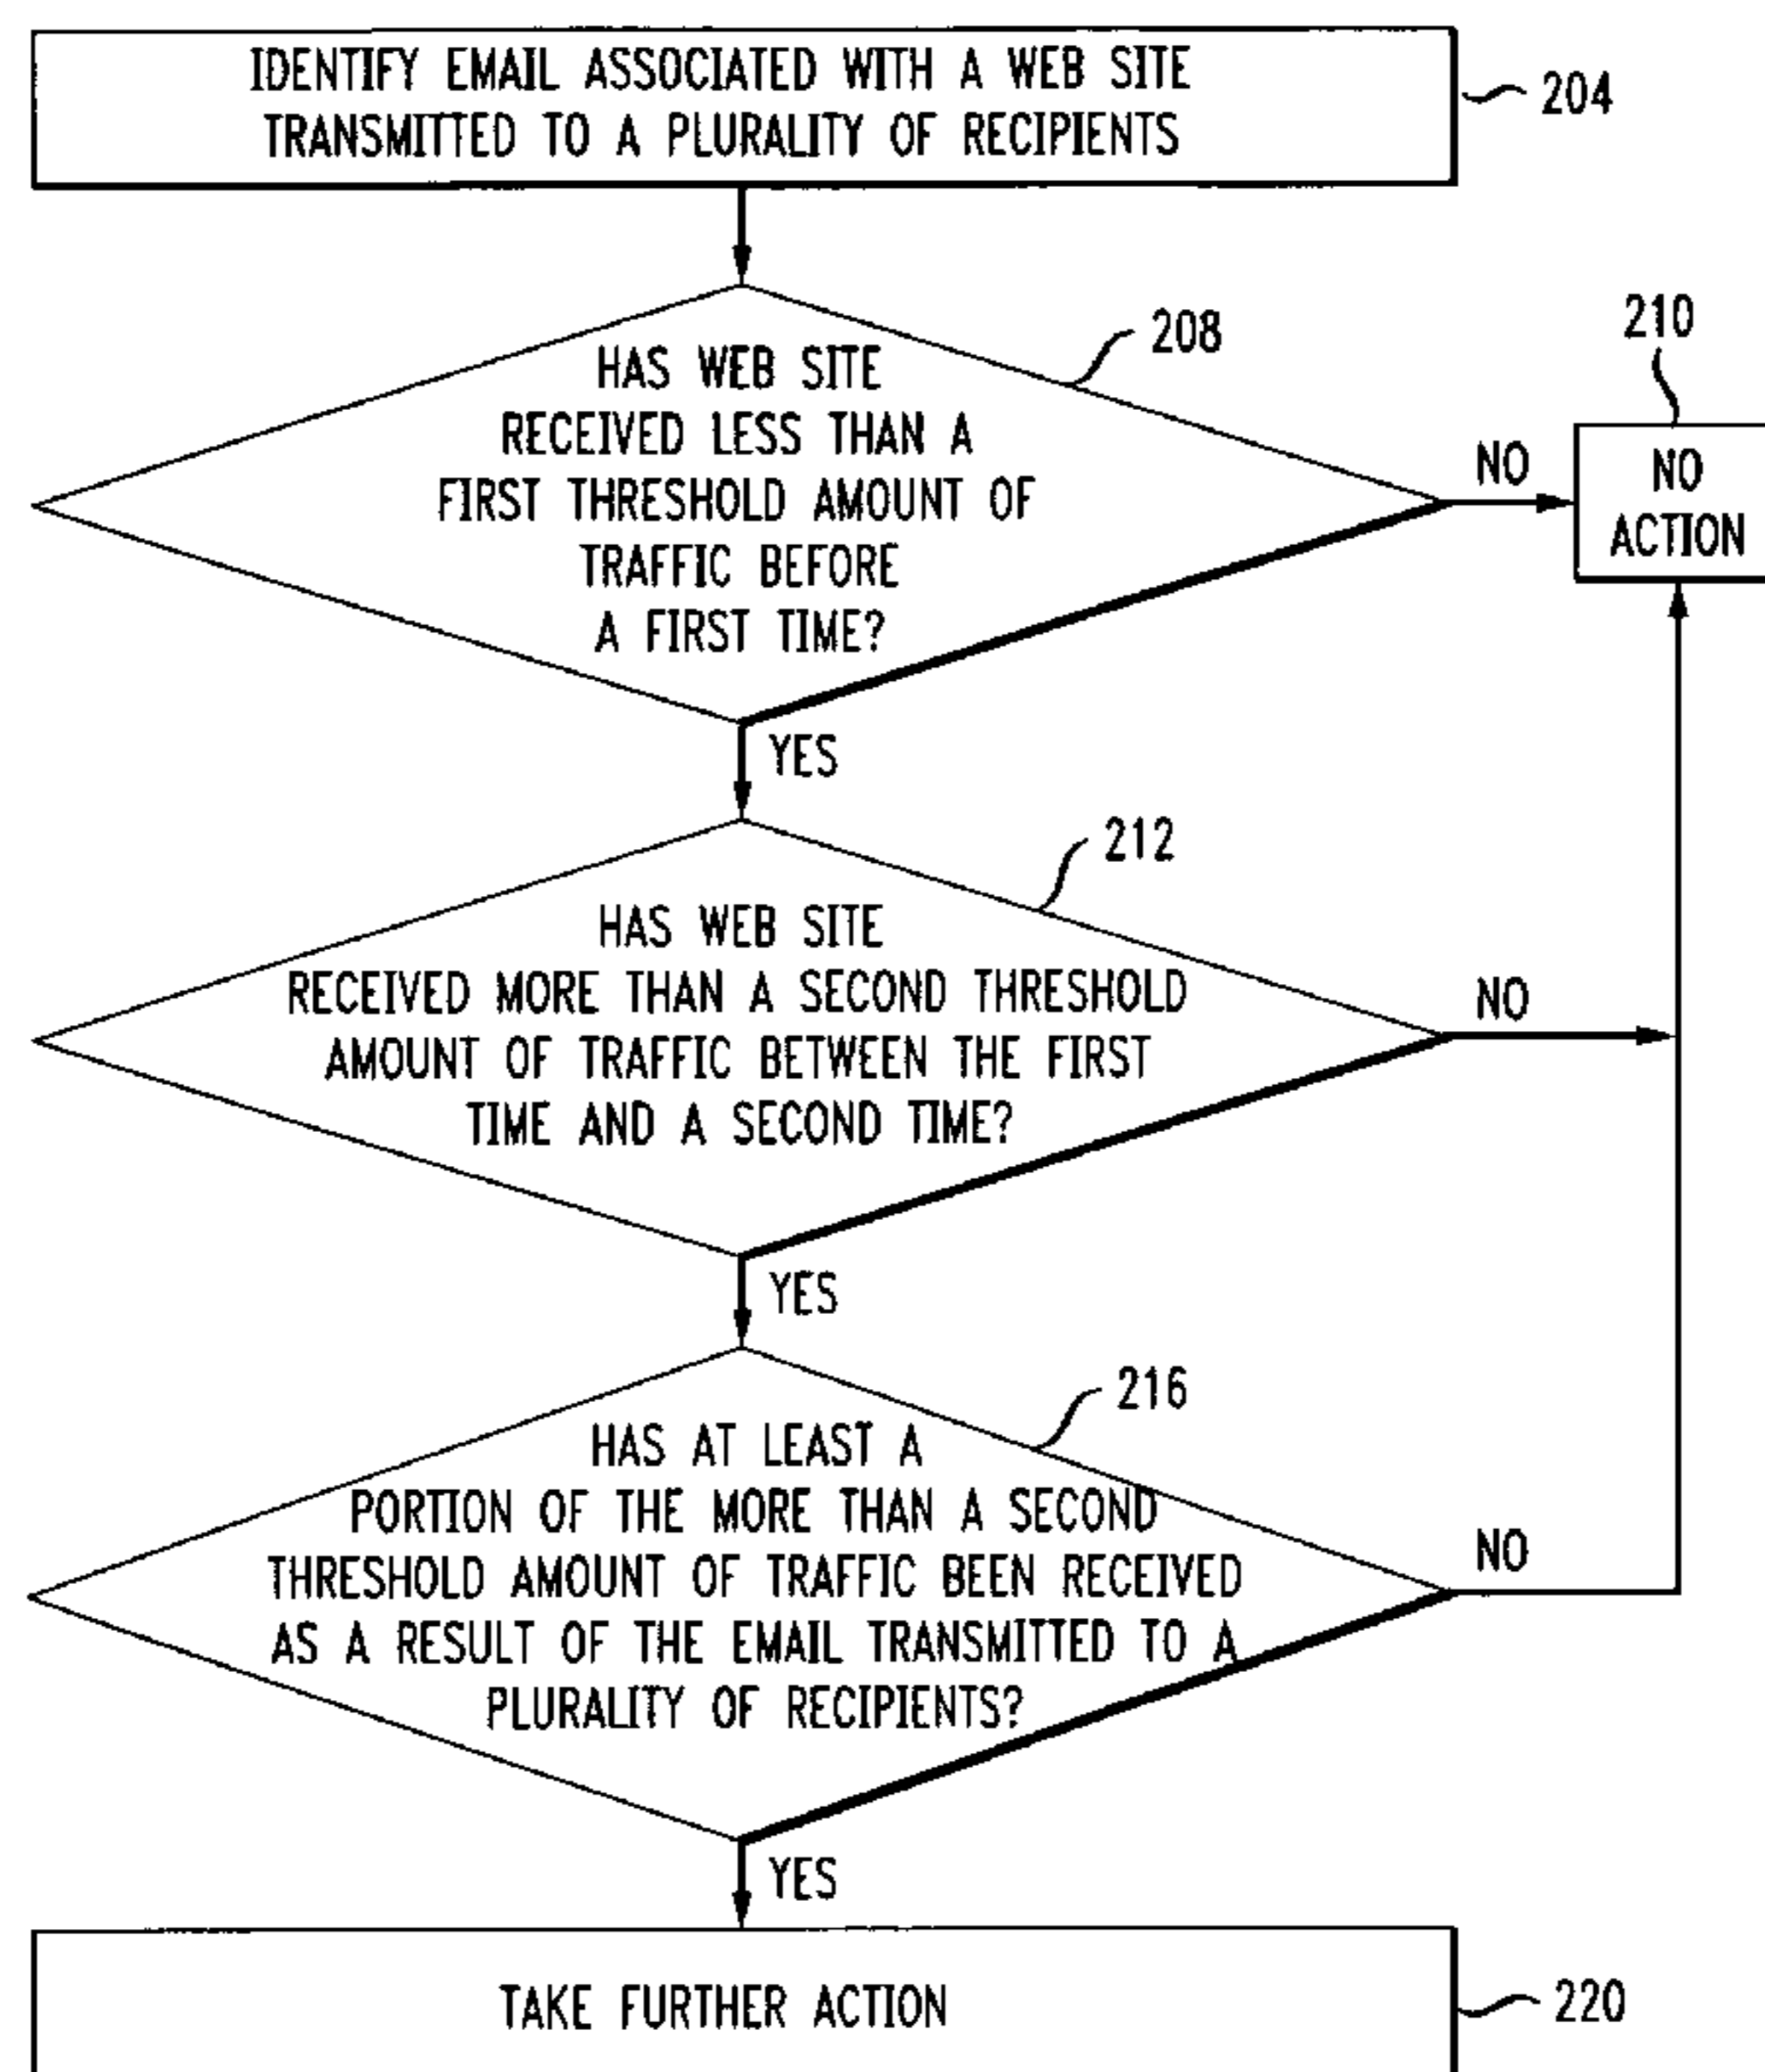 IDENTIFY EMAIL ASSOCIATED WITH A WEB SITE
TRANSMITTED TO A PLURALITY OF RECIPIENTS
204
HAS WEB SITE
RECEIVED LESS THAN A
FIRST THRESHOLD AMOUNT OF
TRAFFIC BEFORE
A FIRST TIME?
208
210
NO
NO
ACTION
YES
212
HAS WEB SITE
RECEIVED MORE THAN A SECOND THRESHOLD
AMOUNT OF TRAFFIC BETWEEN THE FIRST
TIME AND A SECOND TIME?
NO
YES
216
HAS AT LEAST A
PORTION OF THE MORE THAN A SECOND
THRESHOLD AMOUNT OF TRAFFIC BEEN RECEIVED
AS A RESULT OF THE EMAIL TRANSMITTED TO A
PLURALITY OF RECIPIENTS?
NO
YES
TAKE FURTHER ACTION
220